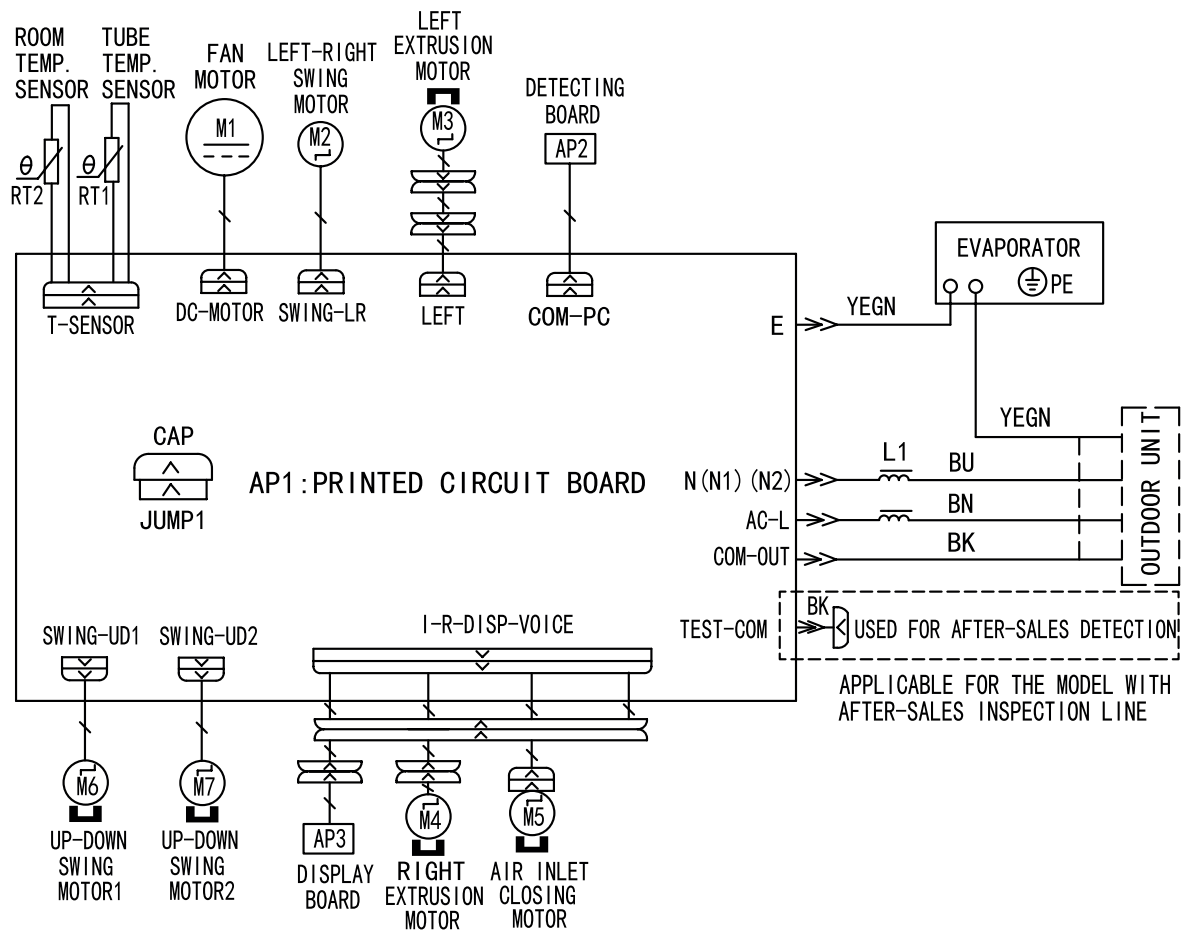 ROOM
TEMP.
SENSOR
TUBE
TEMP.
SENSOR
FAN
MOTOR
LEFT-RIGHT
SWING
MOTOR
LEFT
EXTRUSION
MOTOR
DETECTING
BOARD
θ
RT2
θ
RT1
M1
M2
M3
AP2
T-SENSOR
DC-MOTOR
SWING-LR
LEFT
COM-PC
EVAPORATOR
PE
E
YEGN
YEGN
CAP
JUMP1
AP1:PRINTED CIRCUIT BOARD
N(N1)(N2)
L1
BU
AC-L
BN
COM-OUT
BK
OUTDOOR UNIT
TEST-COM
BK
USED FOR AFTER-SALES DETECTION
APPLICABLE FOR THE MODEL WITH
AFTER-SALES INSPECTION LINE
SWING-UD1
SWING-UD2
I-R-DISP-VOICE
M6
M7
AP3
M4
M5
UP-DOWN
SWING
MOTOR1
UP-DOWN
SWING
MOTOR2
DISPLAY
BOARD
RIGHT
EXTRUSION
MOTOR
AIR INLET
CLOSING
MOTOR